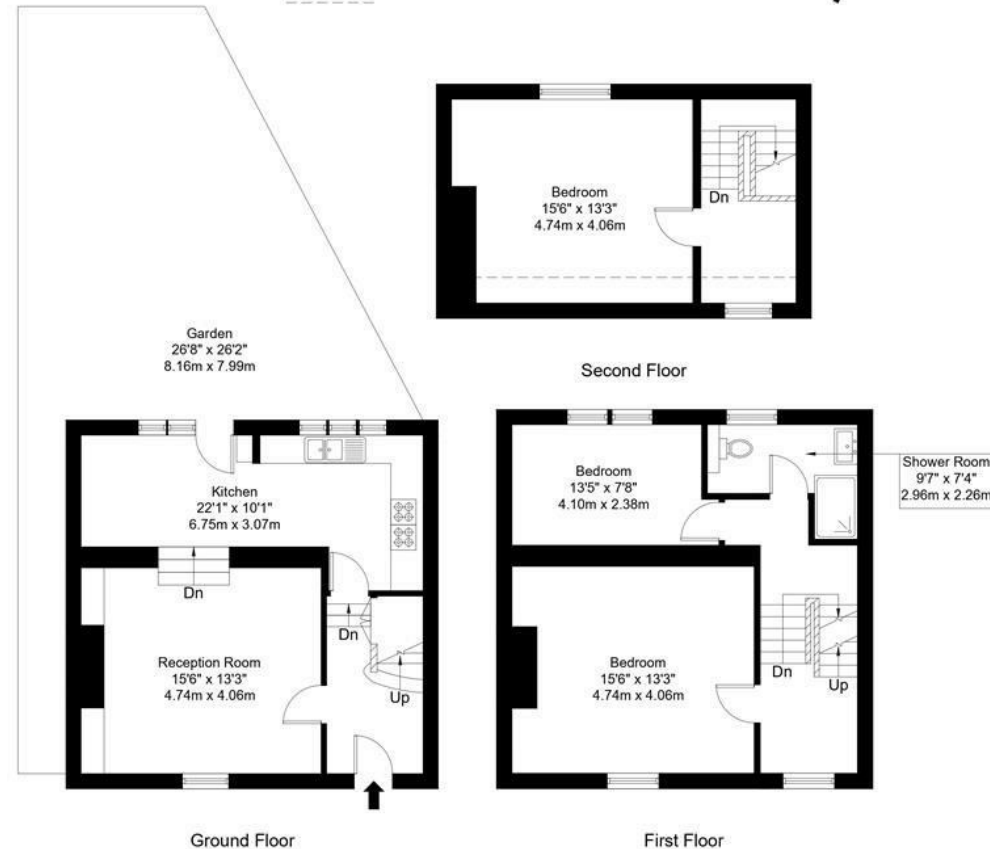 Bedroom
15'6" x 13'3"
4.74m x 4.06m
Dn
Second Floor
Garden
26'8" x 26'2"
8.16m x 7.99m
Kitchen
22'1" x 10'1"
6.75m x 3.07m
Dn
Dn
Reception Room
15'6" x 13'3"
4.74m x 4.06m
Up
Ground Floor
Bedroom
13'5" x 7'8"
4.10m x 2.38m
Shower Room
9'7" x 7'4"
2.96m x 2.26m
Bedroom
15'6" x 13'3"
4.74m x 4.06m
Dn
Up
First Floor